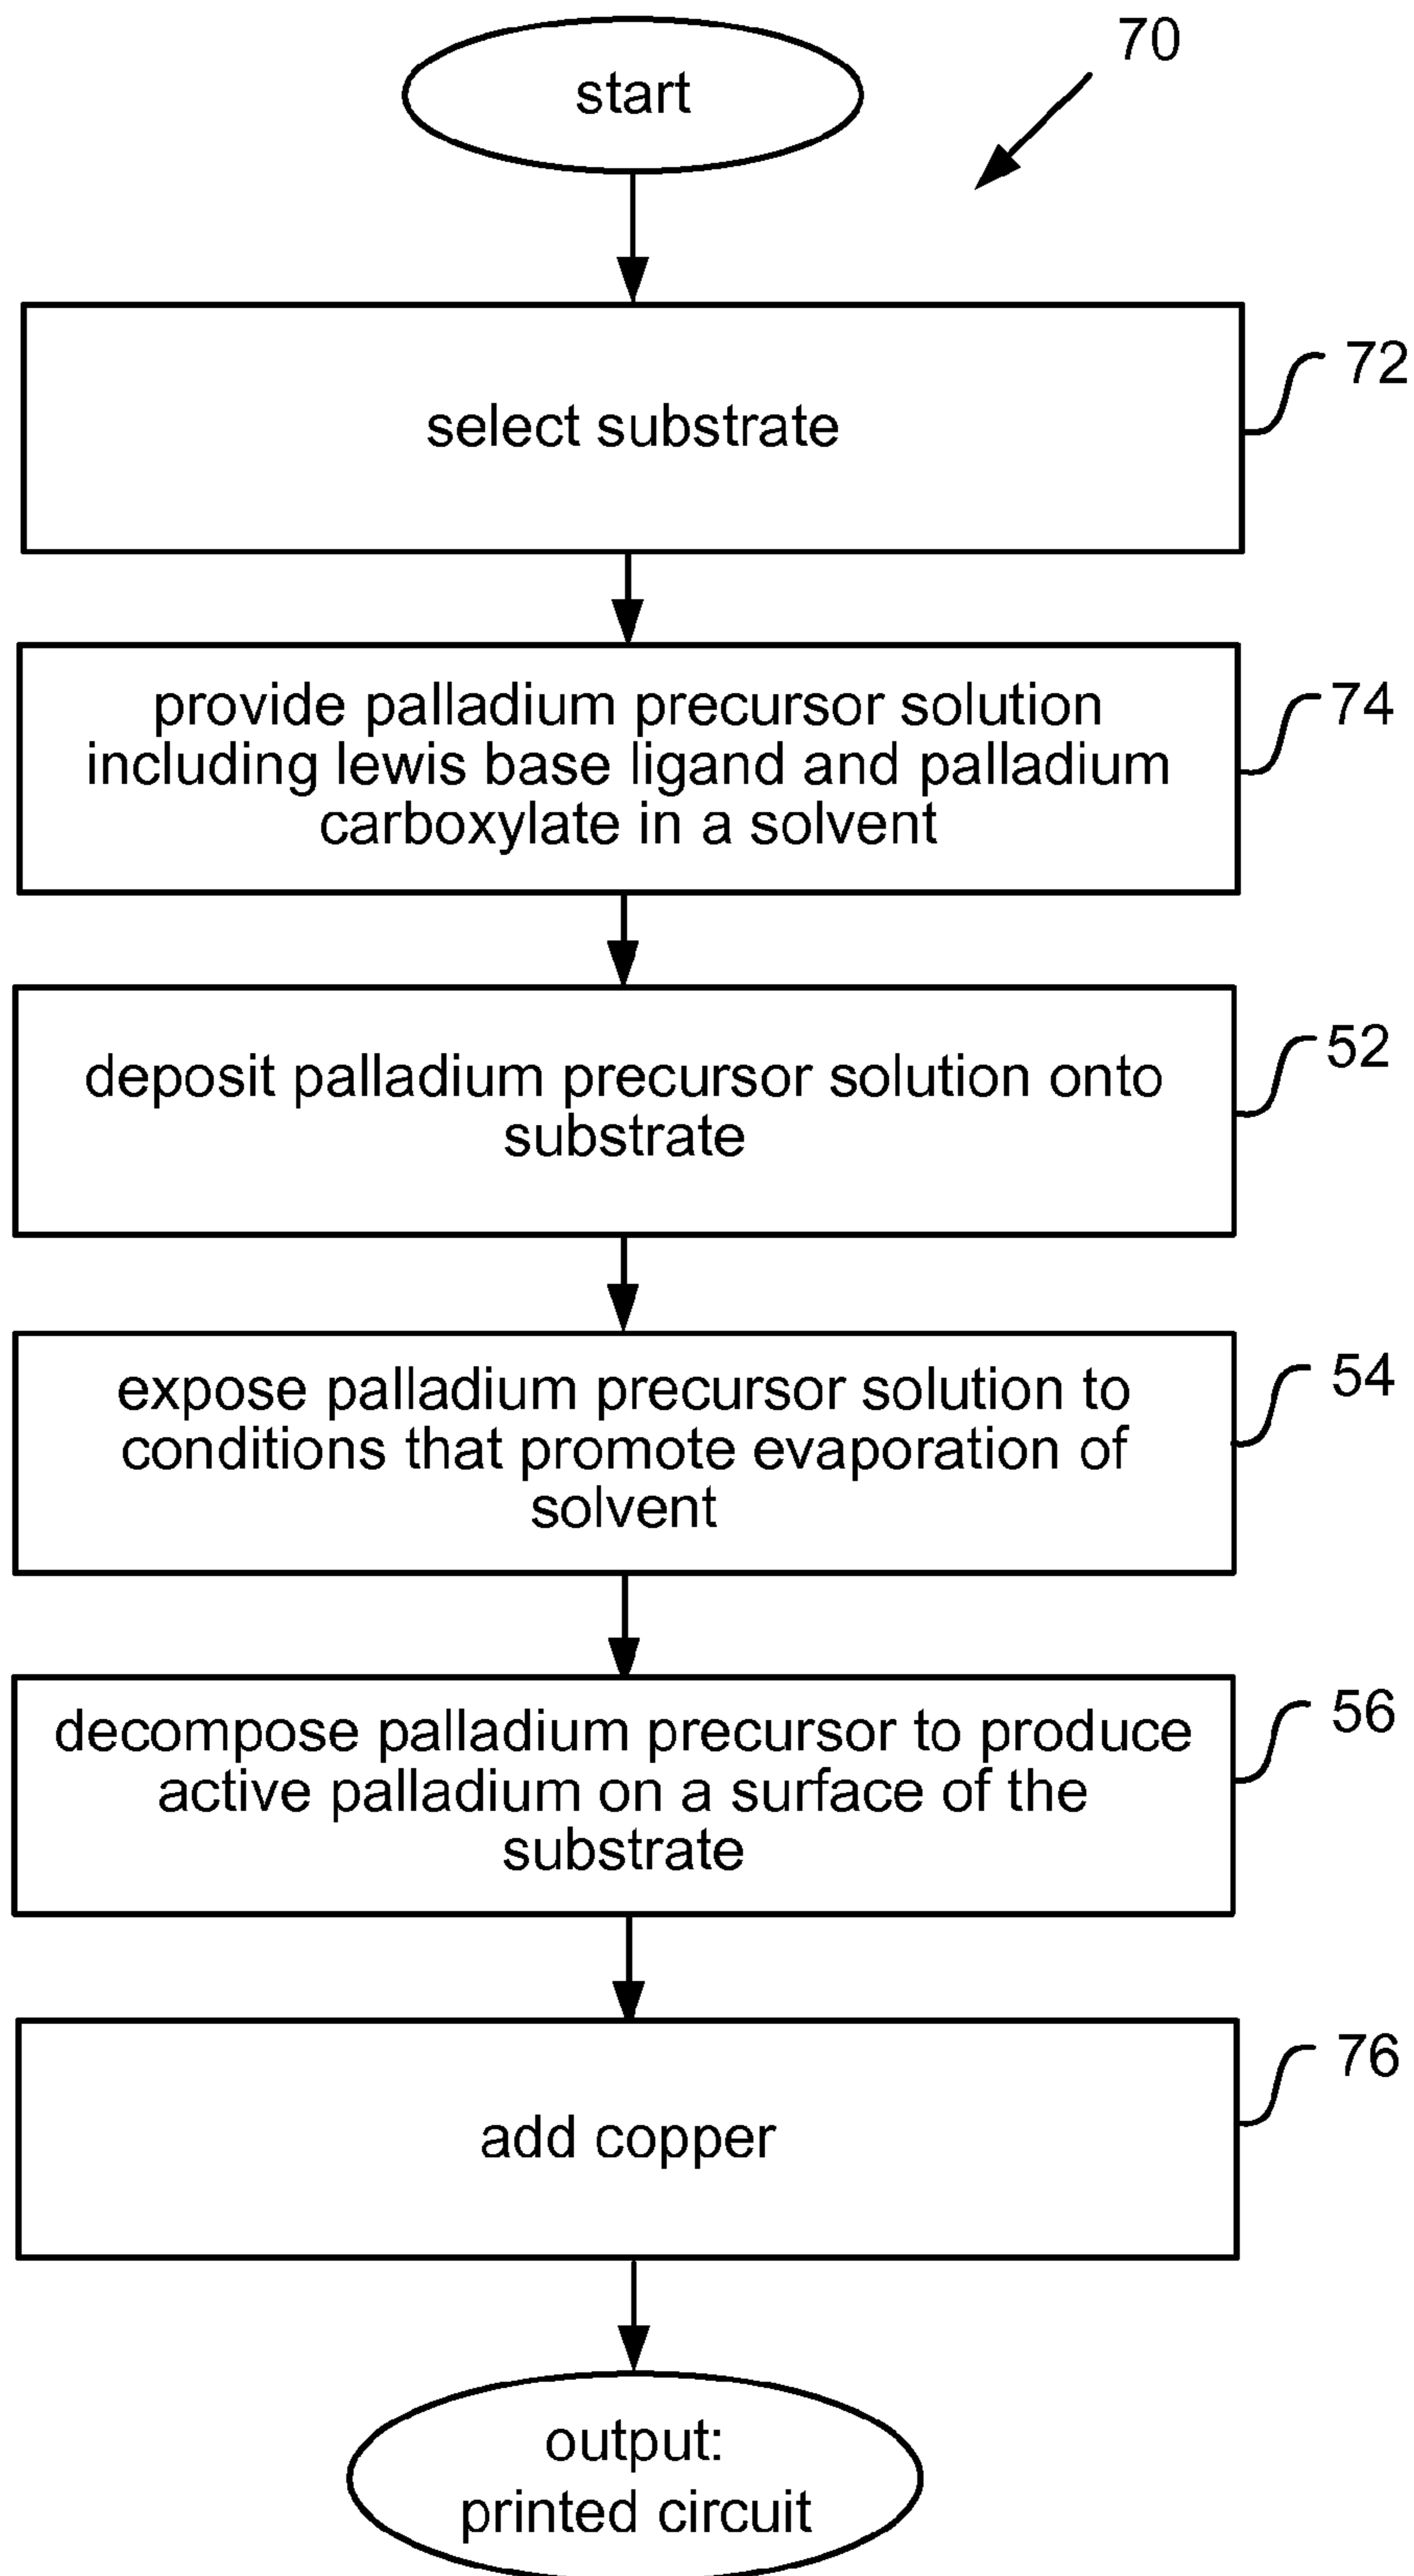 start
70
select substrate
72
provide palladium precursor solution
including lewis base ligand and palladium
carboxylate in a solvent
74
deposit palladium precursor solution onto
substrate
52
expose palladium precursor solution to
conditions that promote evaporation of
solvent
54
decompose palladium precursor to produce
active palladium on a surface of the
substrate
56
add copper
76
output:
printed circuit